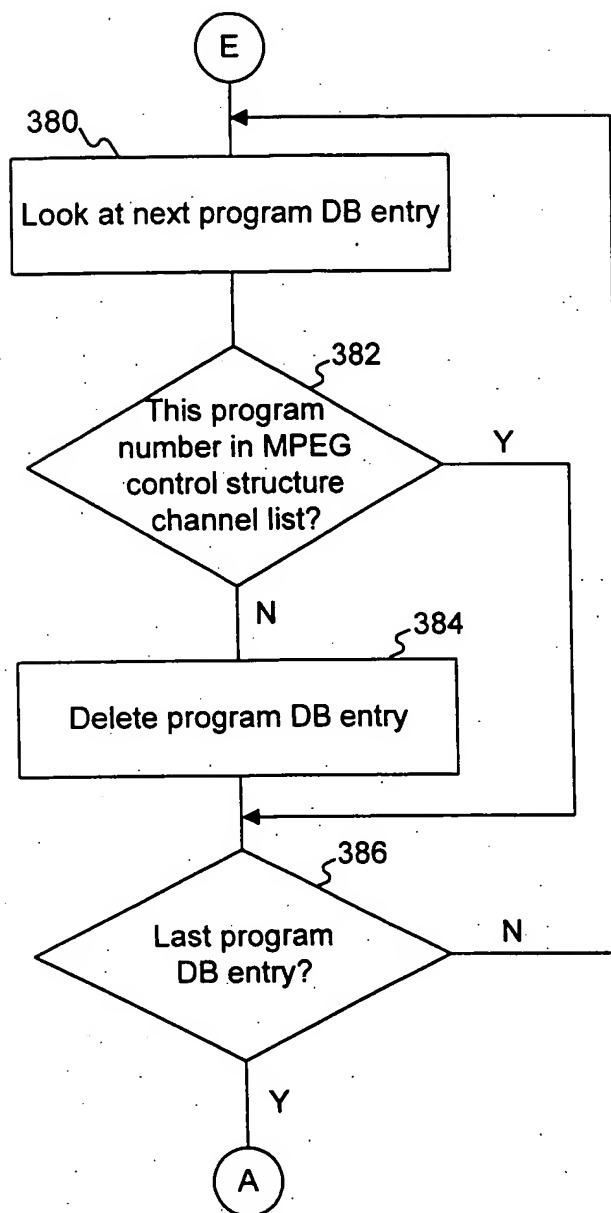 E
380
Look at next program DB entry
382
This program
number in MPEG
control structure
channel list?
Y
N
384
Delete program DB entry
386
Last program
DB entry?
N
Y
A